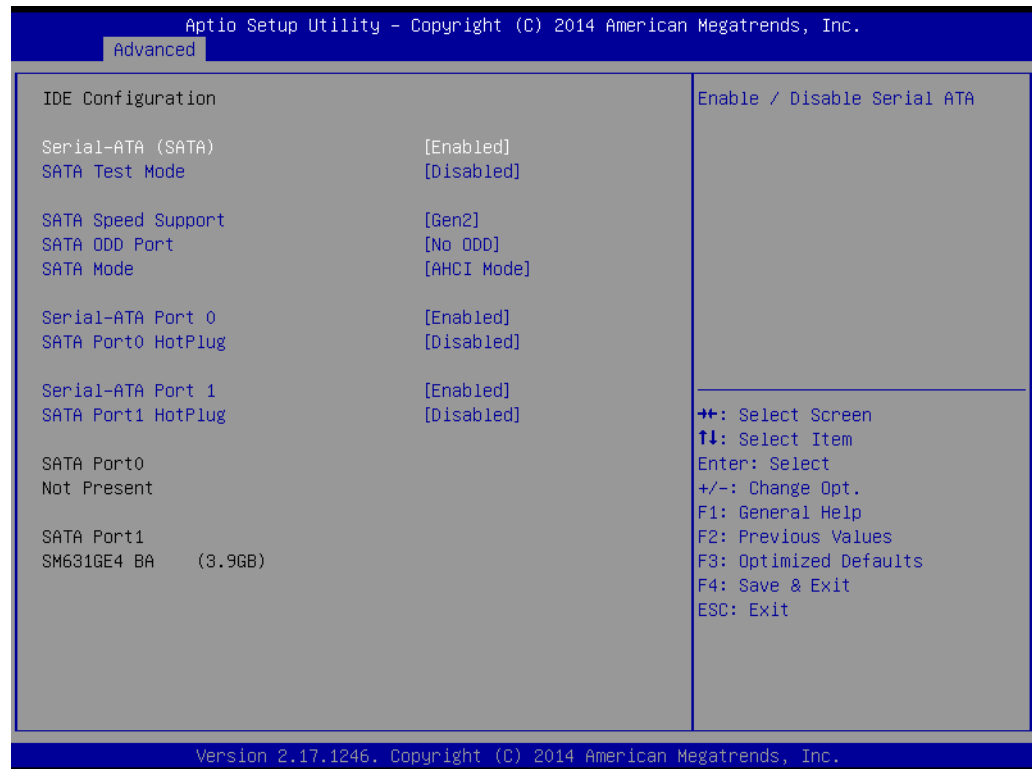 Aptio Setup Utility – Copyright (C) 2014 American Megatrends, Inc.
Advanced
IDE Configuration
Serial-ATA (SATA) [Enabled]
SATA Test Mode [Disabled]
SATA Speed Support [Gen2]
SATA ODD Port [No ODD]
SATA Mode [AHCI Mode]
Serial-ATA Port 0 [Enabled]
SATA Port0 HotPlug [Disabled]
Serial-ATA Port 1 [Enabled]
SATA Port1 HotPlug [Disabled]
SATA Port0
Not Present
SATA Port1
SM631GE4 BA (3.9GB)
Enable / Disable Serial ATA
→←: Select Screen
↑↓: Select Item
Enter: Select
+/-: Change Opt.
F1: General Help
F2: Previous Values
F3: Optimized Defaults
F4: Save & Exit
ESC: Exit
Version 2.17.1246. Copyright (C) 2014 American Megatrends, Inc.